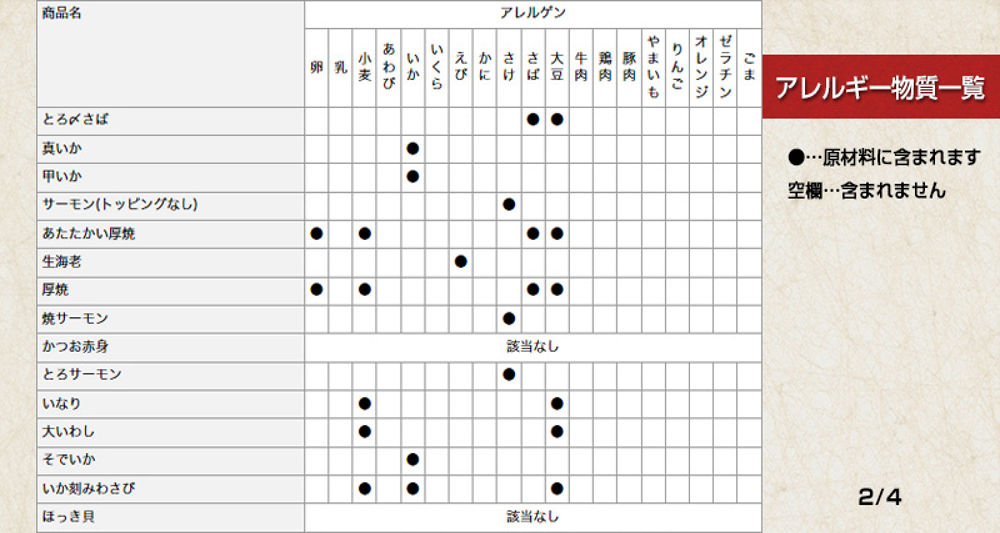 商品名
アレルゲン
卵 乳 小麦 あわび いか いくら えび かに さけ さば 大豆 牛肉 鶏肉 豚肉 やまいも りんご オレンジ ゼラチン ごま
とろ〆さば ● ●
真いか ●
甲いか ●
サーモン(トッピングなし) ●
あたたかい厚焼 ● ● ● ●
生海老 ●
厚焼 ● ● ● ●
焼サーモン ●
かつお赤身 該当なし
とろサーモン ●
いなり ● ●
大いわし ● ●
そでいか ●
いか刻みわさび ● ● ●
ほっき貝 該当なし
アレルギー物質一覧
●…原材料に含まれます
空欄…含まれません
2/4